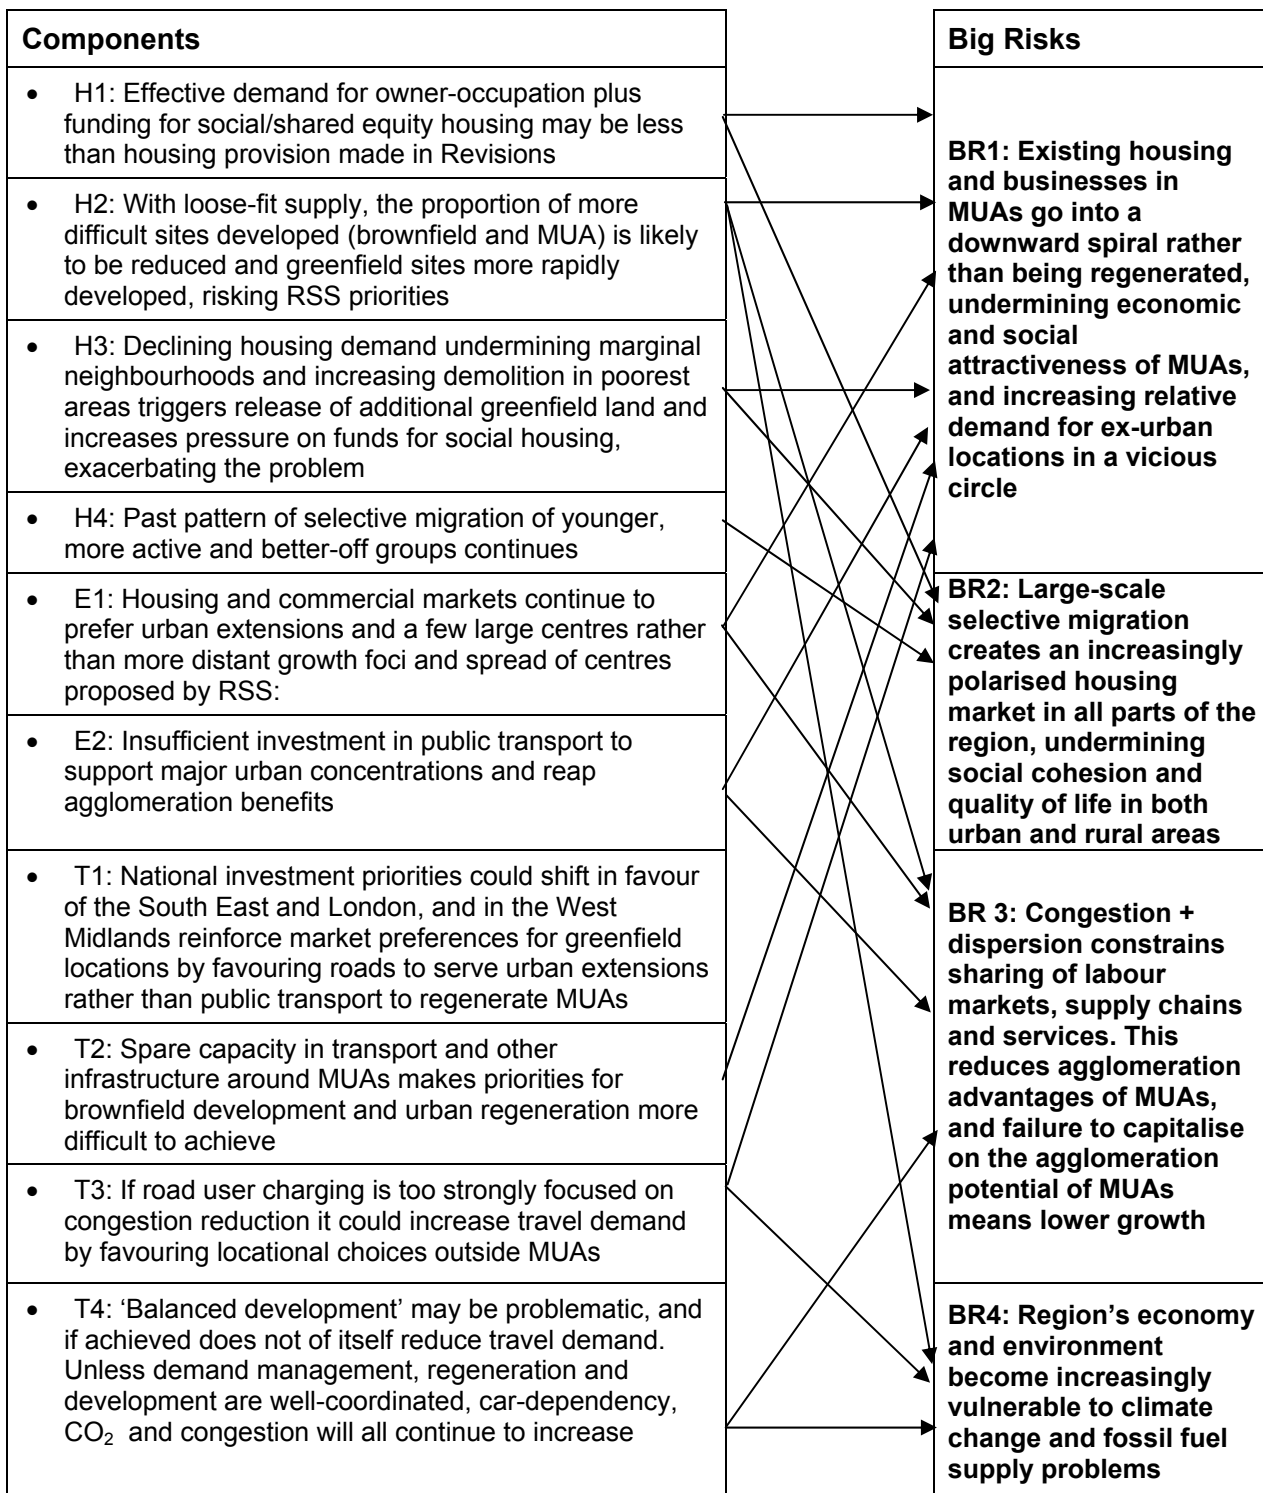 Components
• H1: Effective demand for owner-occupation plus
funding for social/shared equity housing may be less
than housing provision made in Revisions
• H2: With loose-fit supply, the proportion of more
difficult sites developed (brownfield and MUA) is likely
to be reduced and greenfield sites more rapidly
developed, risking RSS priorities
• H3: Declining housing demand undermining marginal
neighbourhoods and increasing demolition in poorest
areas triggers release of additional greenfield land and
increases pressure on funds for social housing,
exacerbating the problem
• H4: Past pattern of selective migration of younger,
more active and better-off groups continues
• E1: Housing and commercial markets continue to
prefer urban extensions and a few large centres rather
than more distant growth foci and spread of centres
proposed by RSS:
• E2: Insufficient investment in public transport to
support major urban concentrations and reap
agglomeration benefits
• T1: National investment priorities could shift in favour
of the South East and London, and in the West
Midlands reinforce market preferences for greenfield
locations by favouring roads to serve urban extensions
rather than public transport to regenerate MUAs
• T2: Spare capacity in transport and other
infrastructure around MUAs makes priorities for
brownfield development and urban regeneration more
difficult to achieve
• T3: If road user charging is too strongly focused on
congestion reduction it could increase travel demand
by favouring locational choices outside MUAs
• T4: ‘Balanced development’ may be problematic, and
if achieved does not of itself reduce travel demand.
Unless demand management, regeneration and
development are well-coordinated, car-dependency,
CO₂ and congestion will all continue to increase
Big Risks
BR1: Existing housing
and businesses in
MUAs go into a
downward spiral rather
than being regenerated,
undermining economic
and social
attractiveness of MUAs,
and increasing relative
demand for ex-urban
locations in a vicious
circle
BR2: Large-scale
selective migration
creates an increasingly
polarised housing
market in all parts of the
region, undermining
social cohesion and
quality of life in both
urban and rural areas
BR 3: Congestion +
dispersion constrains
sharing of labour
markets, supply chains
and services. This
reduces agglomeration
advantages of MUAs,
and failure to capitalise
on the agglomeration
potential of MUAs
means lower growth
BR4: Region’s economy
and environment
become increasingly
vulnerable to climate
change and fossil fuel
supply problems